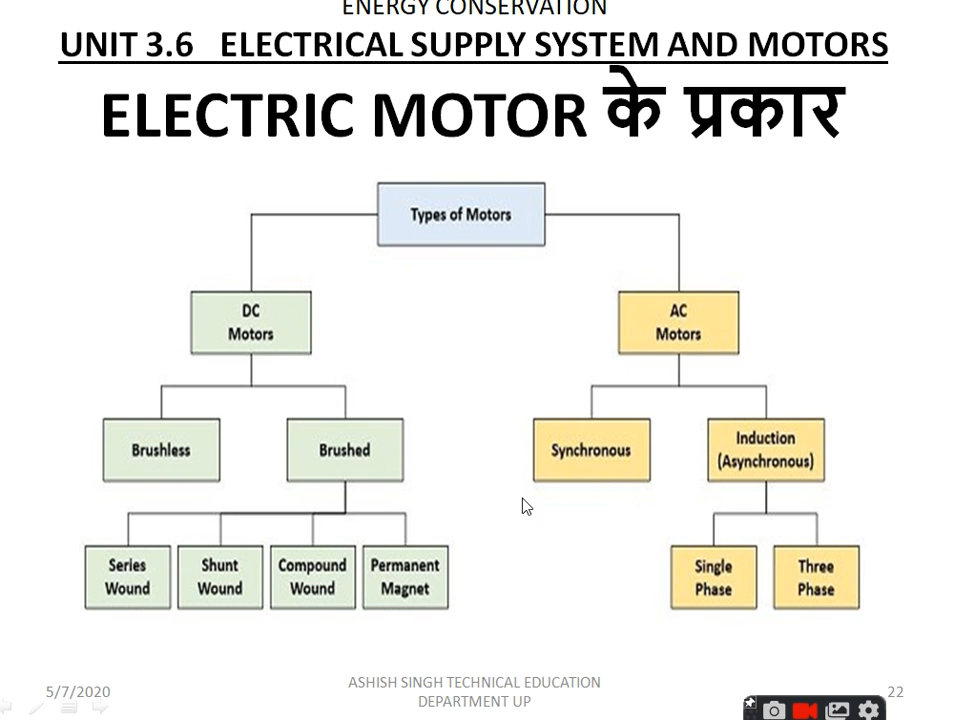 ENERGY CONSERVATION
UNIT 3.6 ELECTRICAL SUPPLY SYSTEM AND MOTORS
ELECTRIC MOTOR के प्रकार
Types of Motors
DC
Motors
AC
Motors
Brushless
Brushed
Synchronous
Induction
(Asynchronous)
Series
Wound
Shunt
Wound
Compound
Wound
Permanent
Magnet
Single
Phase
Three
Phase
5/7/2020
ASHISH SINGH TECHNICAL EDUCATION
DEPARTMENT UP
22